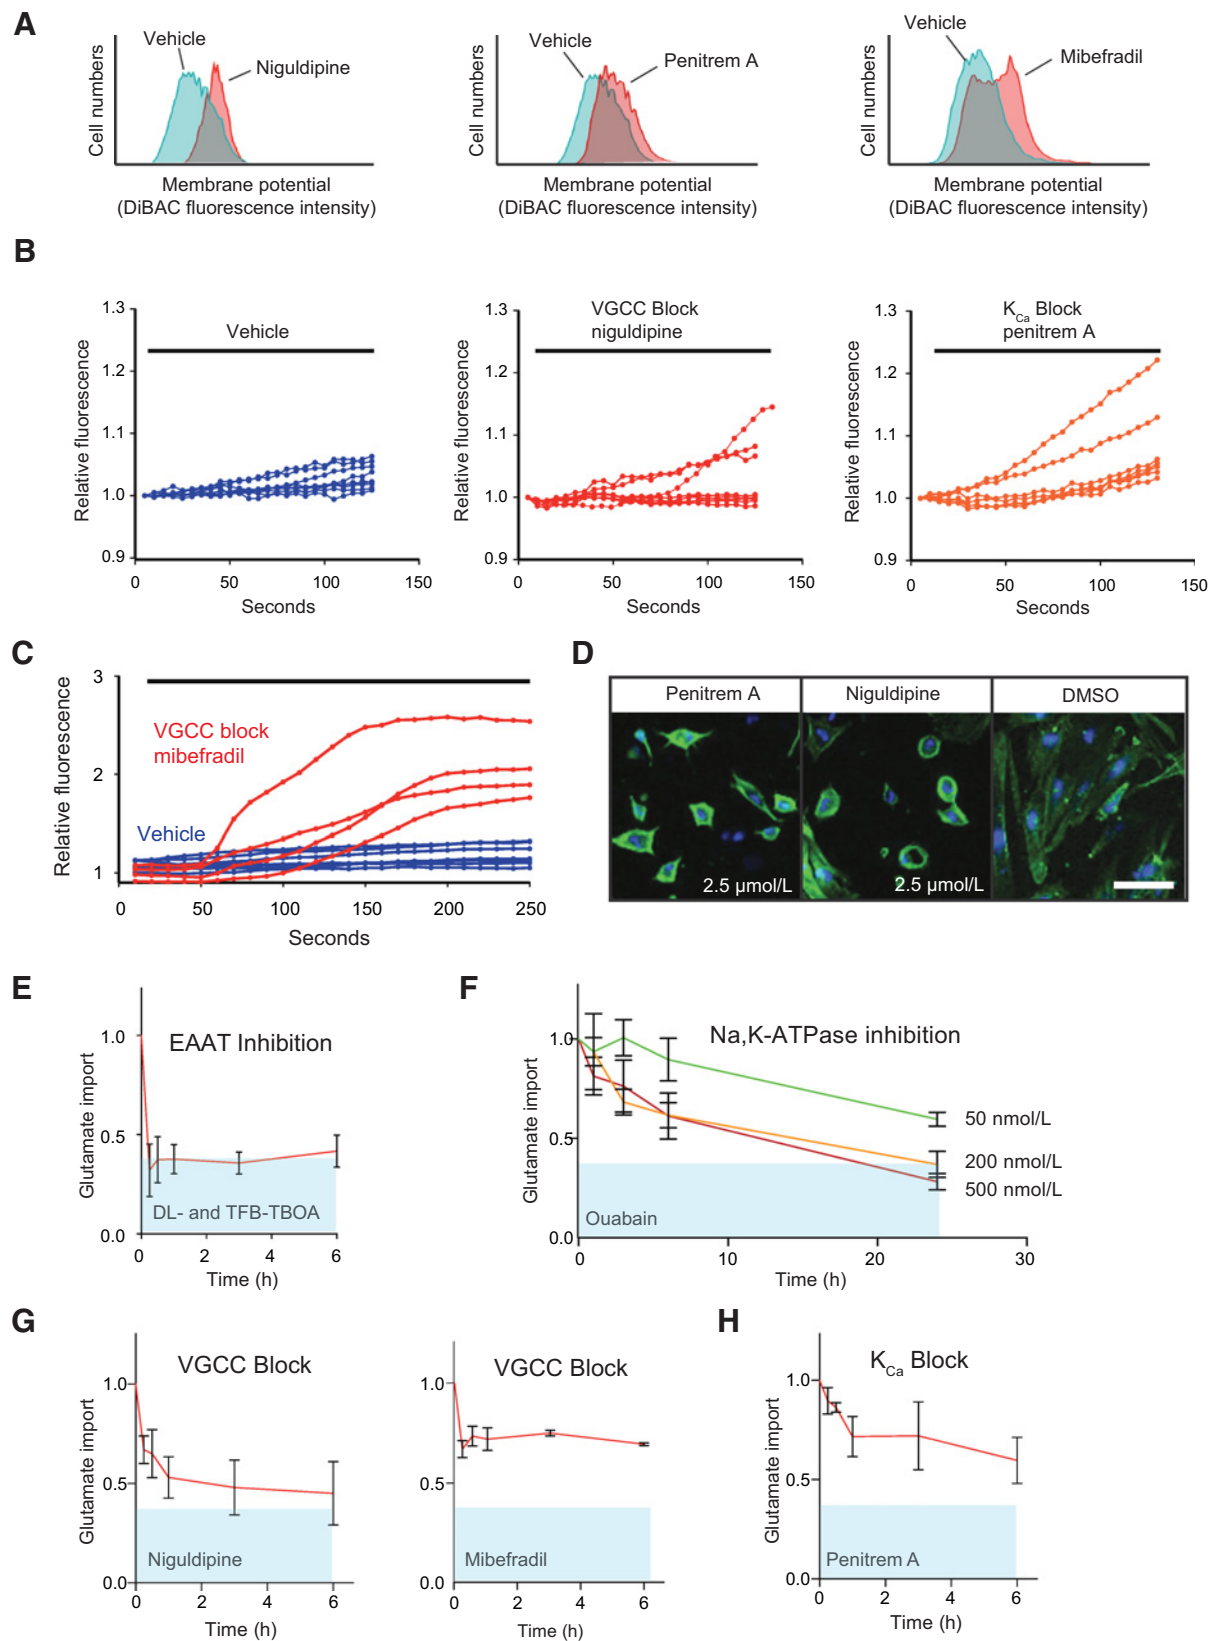 A
Cell numbers
Vehicle
Niguldipine
Membrane potential
(DiBAC fluorescence intensity)
Cell numbers
Vehicle
Penitrem A
Membrane potential
(DiBAC fluorescence intensity)
Cell numbers
Vehicle
Mibefradil
Membrane potential
(DiBAC fluorescence intensity)
B
Relative fluorescence
1.3
1.2
1.1
1.0
0.9
Vehicle
0 50 100 150
Seconds
Relative fluorescence
1.3
1.2
1.1
1.0
0.9
VGCC Block
niguldipine
0 50 100 150
Seconds
Relative fluorescence
1.3
1.2
1.1
1.0
0.9
KCa Block
penitrem A
0 50 100 150
Seconds
C
Relative fluorescence
3
2
1
VGCC block
mibefradil
Vehicle
0 50 100 150 200 250
Seconds
D
Penitrem A Niguldipine DMSO
2.5 µmol/L 2.5 µmol/L
E
Glutamate import
1.0
0.5
0.0
EAAT Inhibition
DL- and TFB-TBOA
0 2 4 6
Time (h)
F
Glutamate import
1.0
0.5
0.0
Na,K-ATPase inhibition
50 nmol/L
200 nmol/L
500 nmol/L
Ouabain
0 10 20 30
Time (h)
G
Glutamate import
1.0
0.5
0.0
VGCC Block
Niguldipine
0 2 4 6
Time (h)
1.0
0.5
0.0
VGCC Block
Mibefradil
0 2 4 6
Time (h)
H
Glutamate import
1.0
0.5
0.0
KCa Block
Penitrem A
0 2 4 6
Time (h)